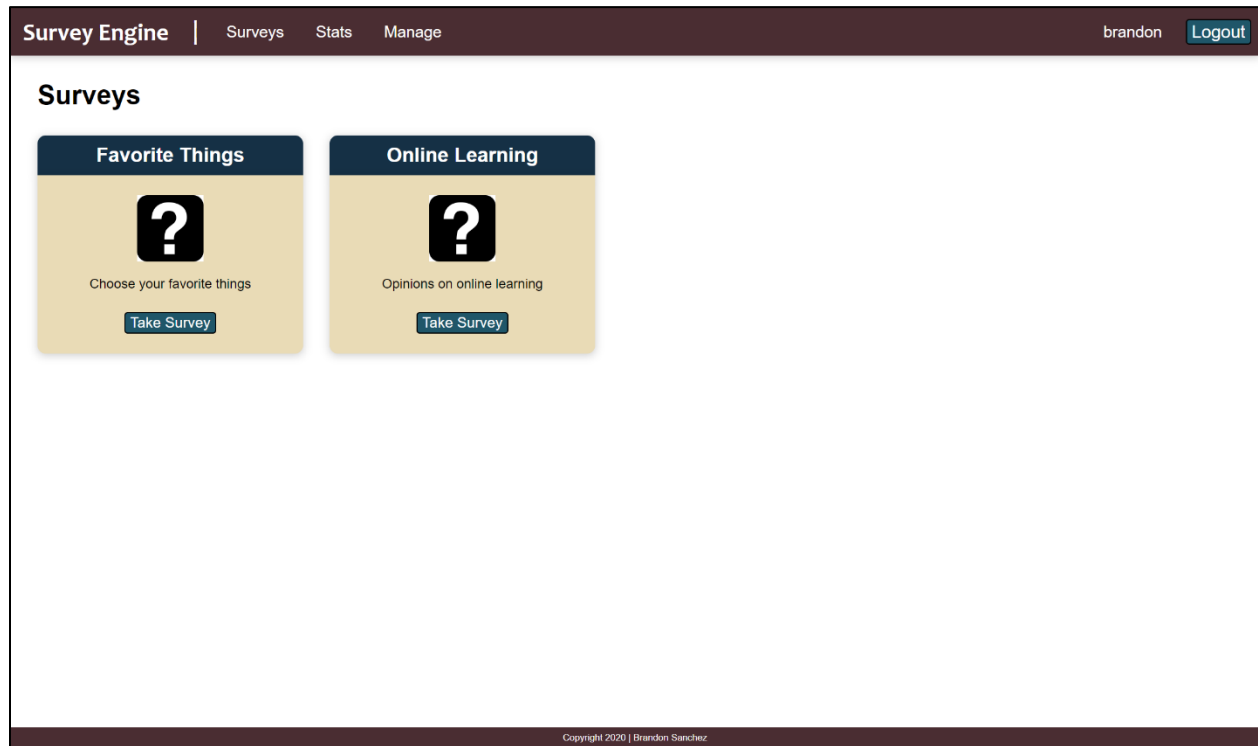 Survey Engine | Surveys Stats Manage brandon Logout
Surveys
Favorite Things
?
Choose your favorite things
Take Survey
Online Learning
?
Opinions on online learning
Take Survey
Copyright 2020 | Brandon Sanchez